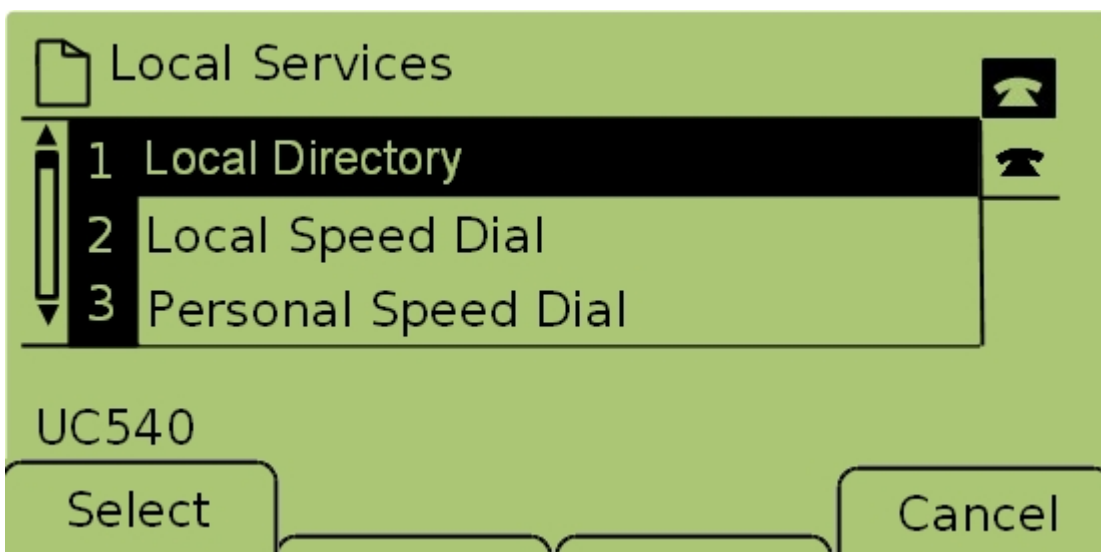 Local Services
1 Local Directory
2 Local Speed Dial
3 Personal Speed Dial
UC540
Select Cancel